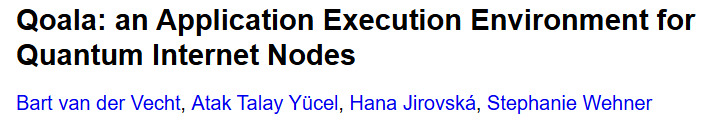 Qoala: an Application Execution Environment for
Quantum Internet Nodes
Bart van der Vecht, Atak Talay Yücel, Hana Jirovská, Stephanie Wehner